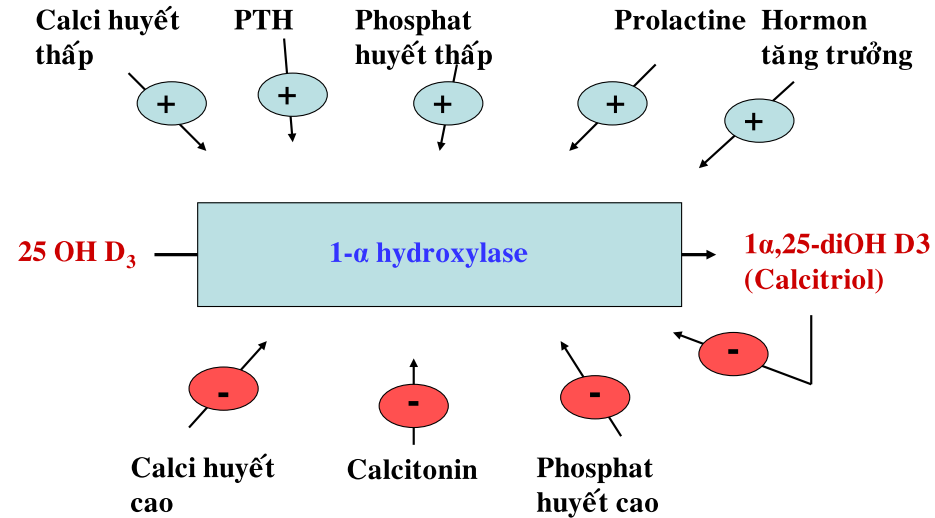 Calci huyết
thấp
PTH
Phosphat
huyết thấp
Prolactine
Hormon
tăng trưởng
+
+
+
+
+
25 OH D₃
1-α hydroxylase
1α,25-diOH D3
(Calcitriol)
-
-
-
-
Calci huyết
cao
Calcitonin
Phosphat
huyết cao